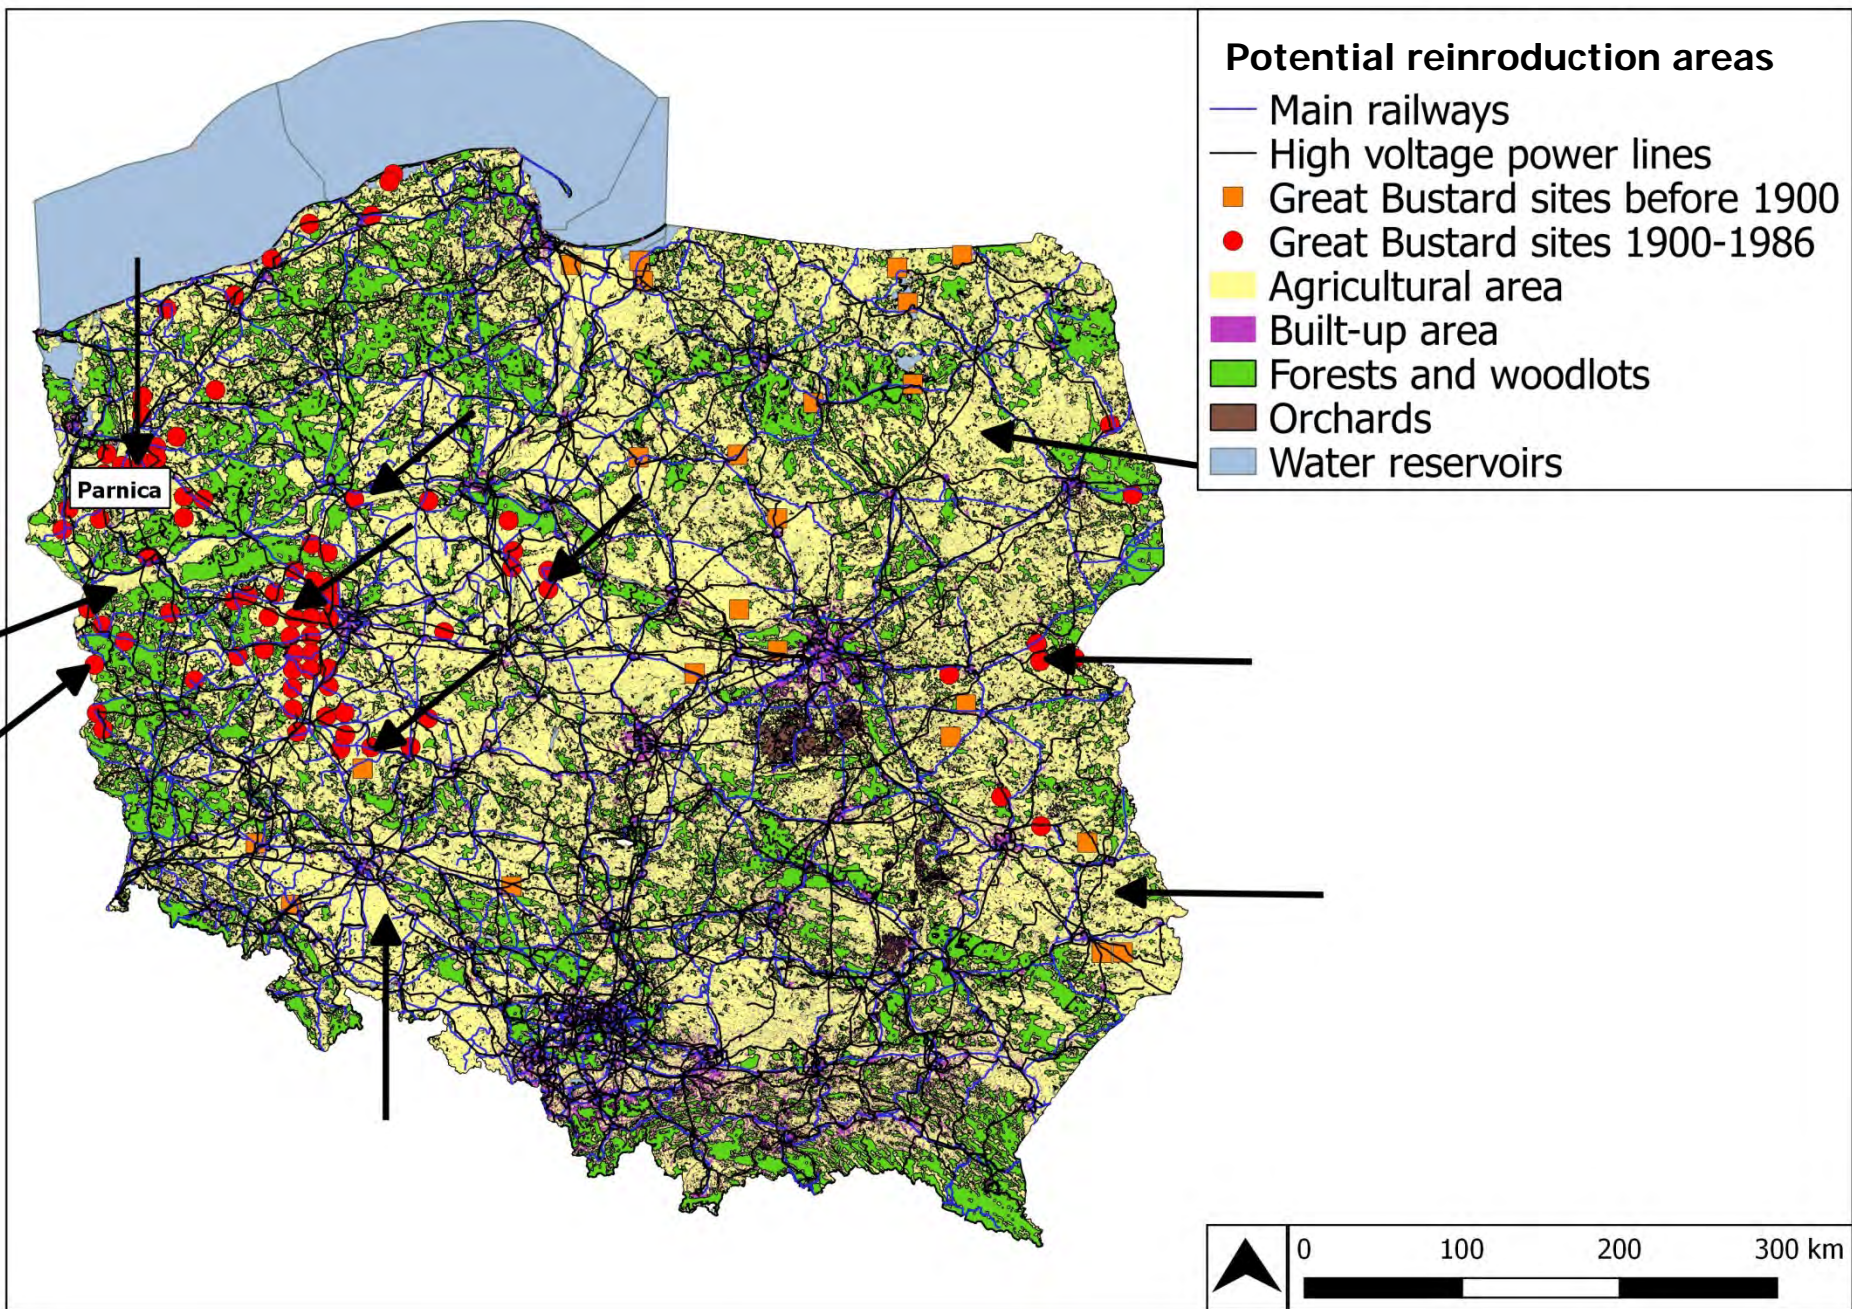 Potential reinroduction areas
Main railways
High voltage power lines
Great Bustard sites before 1900
Great Bustard sites 1900-1986
Agricultural area
Built-up area
Forests and woodlots
Orchards
Water reservoirs
Parnica
0 100 200 300 km